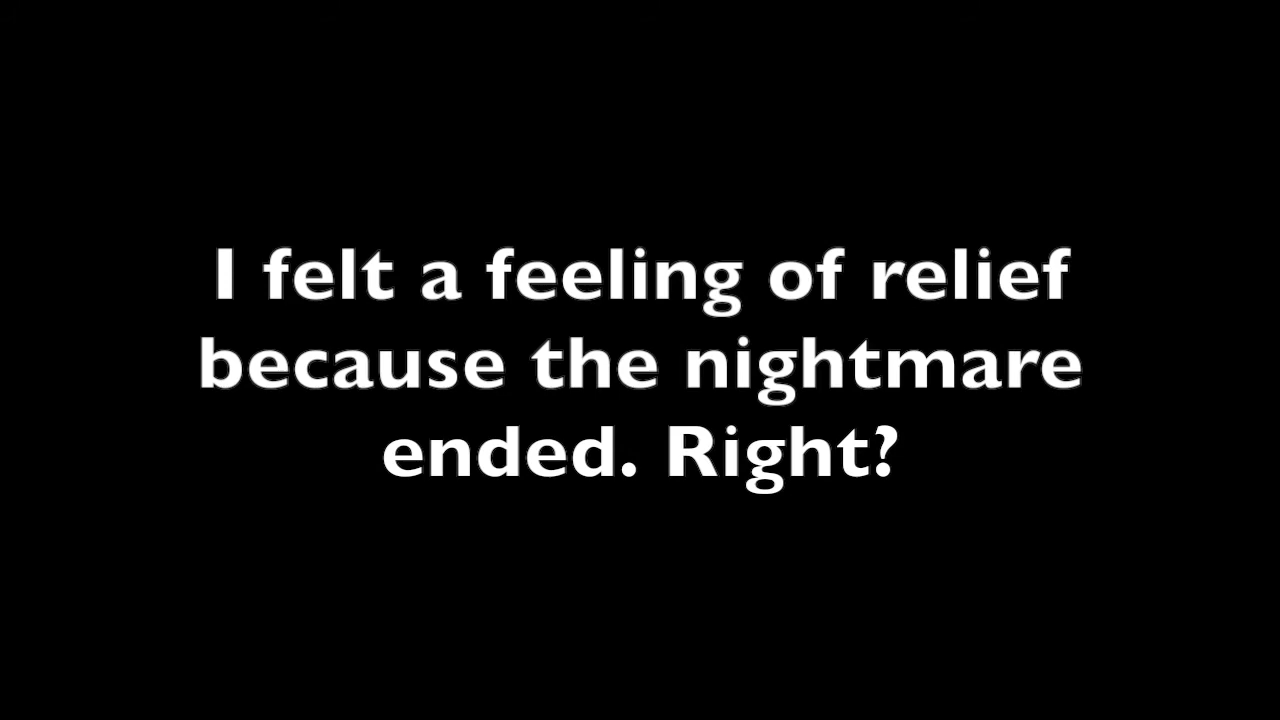 I felt a feeling of relief
because the nightmare
ended. Right?